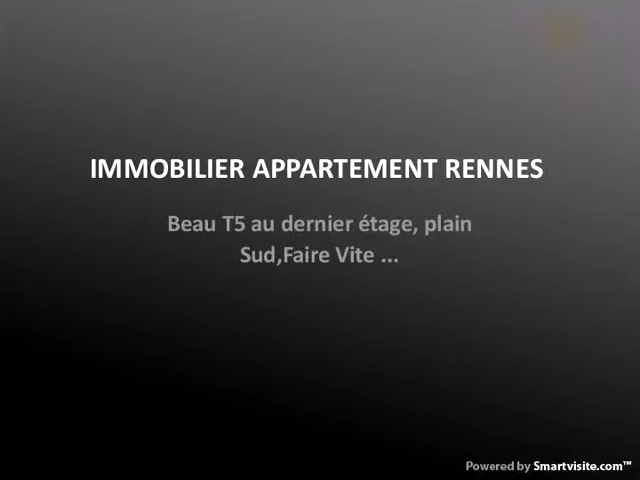 IMMOBILIER APPARTEMENT RENNES
Beau T5 au dernier étage, plain
Sud,Faire Vite ...
Powered by Smartvisite.com™